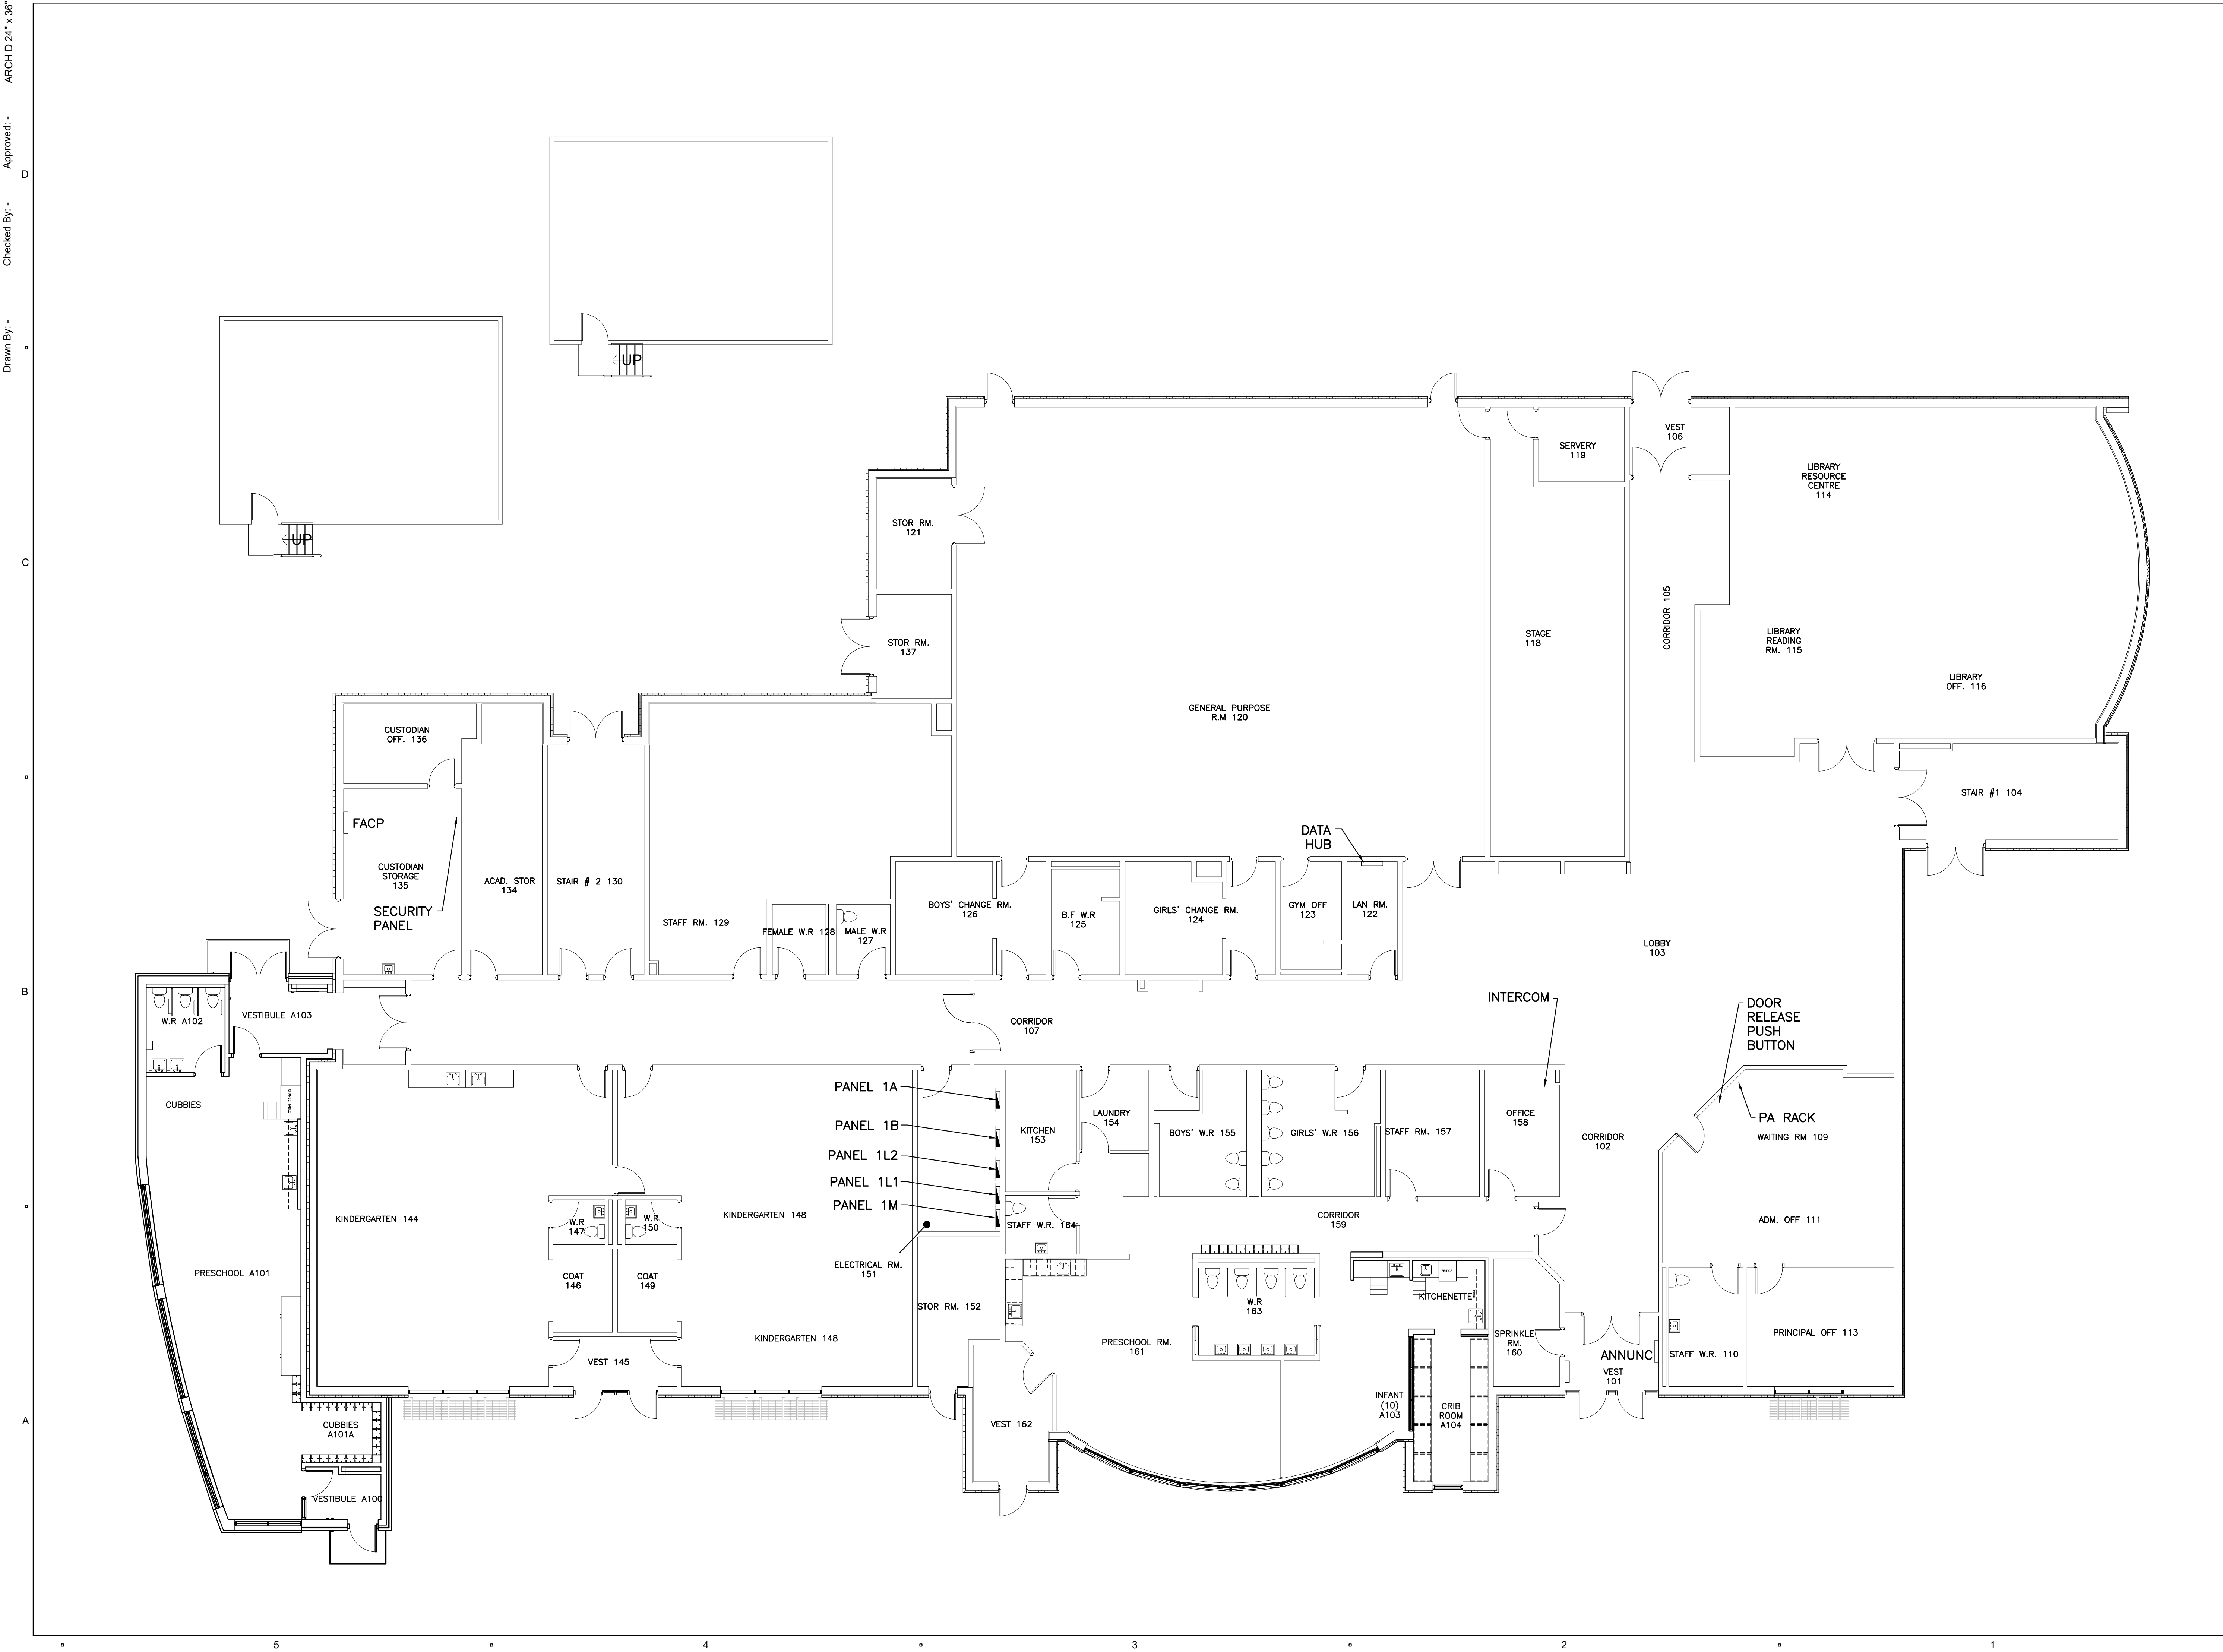 ARCH D 24" x 36"
Approved: -
Checked By: -
Drawn By: -
D
C
B
A
5
4
3
2
1
UP
UP
VEST
106
SERVERY
119
LIBRARY
RESOURCE
CENTRE
114
STOR RM.
121
CORRIDOR 105
STAGE
118
LIBRARY
READING
RM. 115
STOR RM.
137
LIBRARY
OFF. 116
GENERAL PURPOSE
R.M 120
CUSTODIAN
OFF. 136
STAIR #1 104
FACP
DATA
HUB
CUSTODIAN
STORAGE
135
ACAD. STOR
134
STAIR # 2 130
SECURITY
PANEL
STAFF RM. 129
FEMALE W.R 128
MALE W.R
127
BOYS' CHANGE RM.
126
B.F W.R
125
GIRLS' CHANGE RM.
124
GYM OFF
123
LAN RM.
122
LOBBY
103
INTERCOM
DOOR
RELEASE
PUSH
BUTTON
W.R A102
VESTIBULE A103
CORRIDOR
107
PANEL 1A
PANEL 1B
PANEL 1L2
PANEL 1L1
PANEL 1M
CUBBIES
KITCHEN
153
LAUNDRY
154
BOYS' W.R 155
GIRLS' W.R 156
STAFF RM. 157
OFFICE
158
CORRIDOR
102
PA RACK
WAITING RM 109
KINDERGARTEN 144
W.R
147
W.R
150
KINDERGARTEN 148
STAFF W.R. 164
CORRIDOR
159
ADM. OFF 111
PRESCHOOL A101
COAT
146
COAT
149
ELECTRICAL RM.
151
STOR RM. 152
W.R
163
KITCHENETTE
KINDERGARTEN 148
PRESCHOOL RM.
161
SPRINKLE
RM.
160
PRINCIPAL OFF 113
VEST 145
ANNUNC
STAFF W.R. 110
VEST
101
CUBBIES
A101A
VEST 162
INFANT
(10)
A103
CRIB
ROOM
A104
VESTIBULE A100